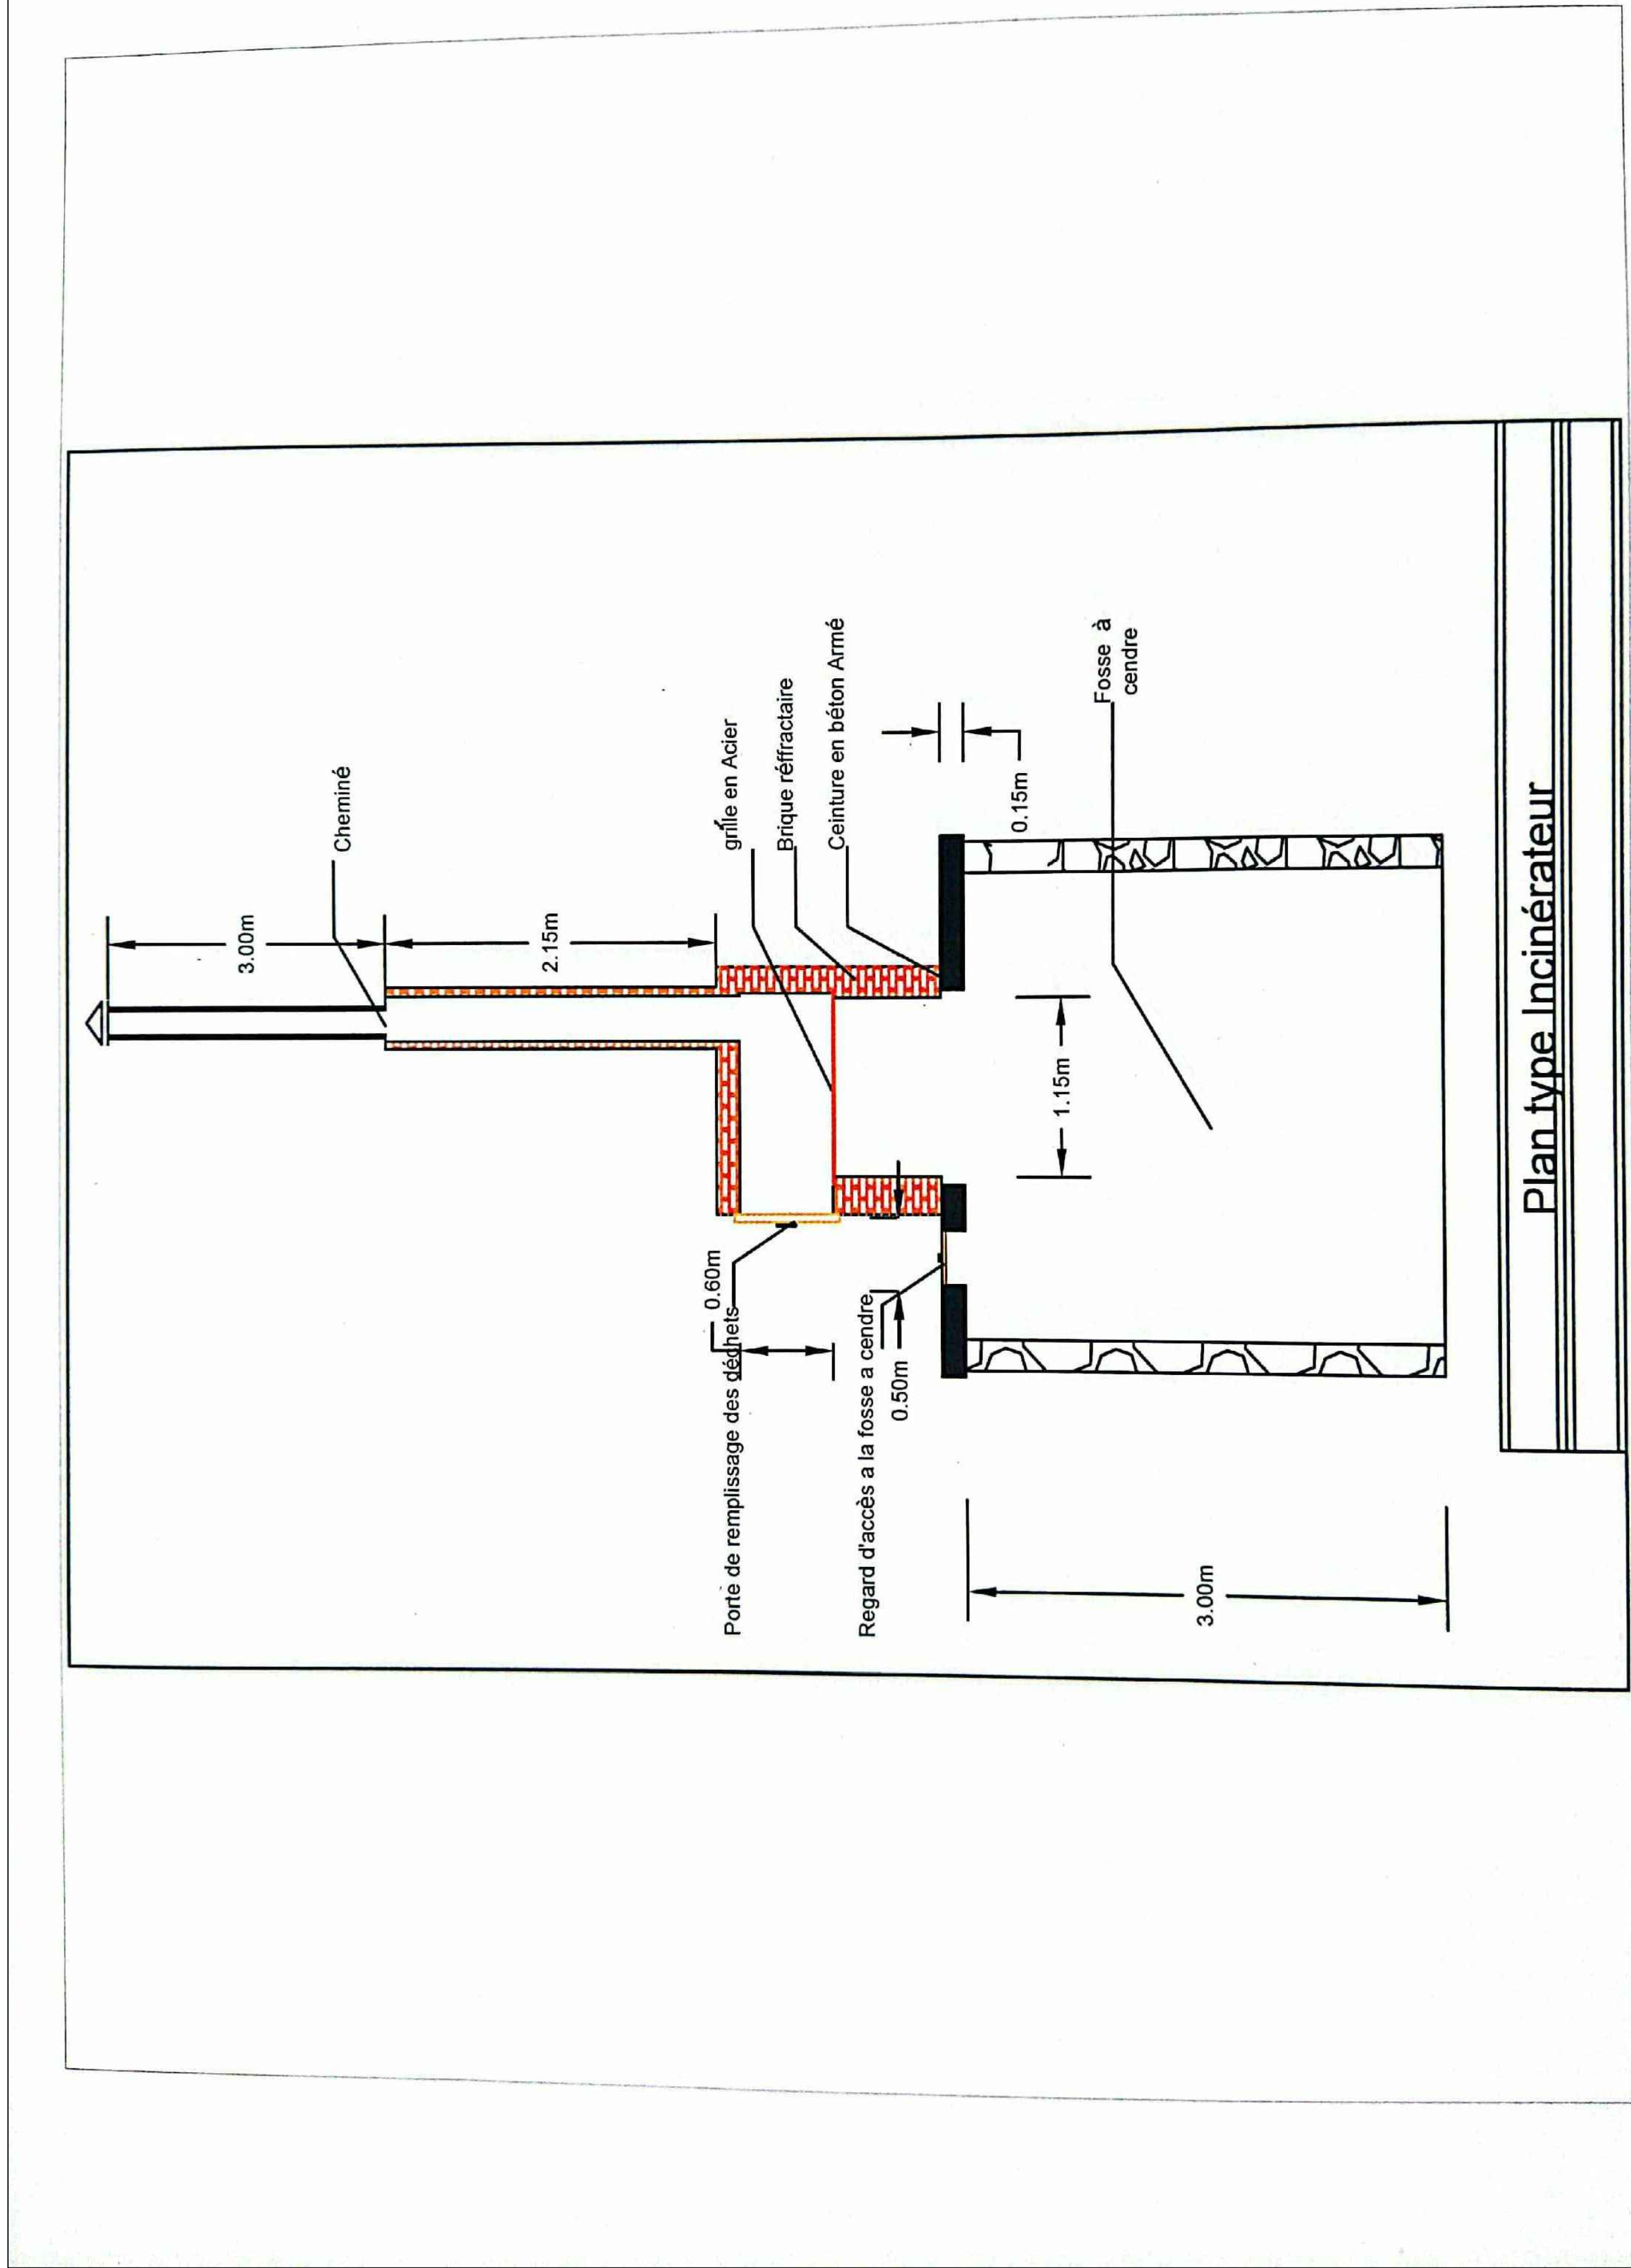 3.00m
Cheminé
2.15m
grille en Acier
Brique réffractaire
Ceinture en béton Armé
0.60m
Porte de remplissage des déchets
Regard d'accès a la fosse a cendre
0.50m
0.15m
1.15m
Fosse à
cendre
3.00m
Plan type Incinérateur